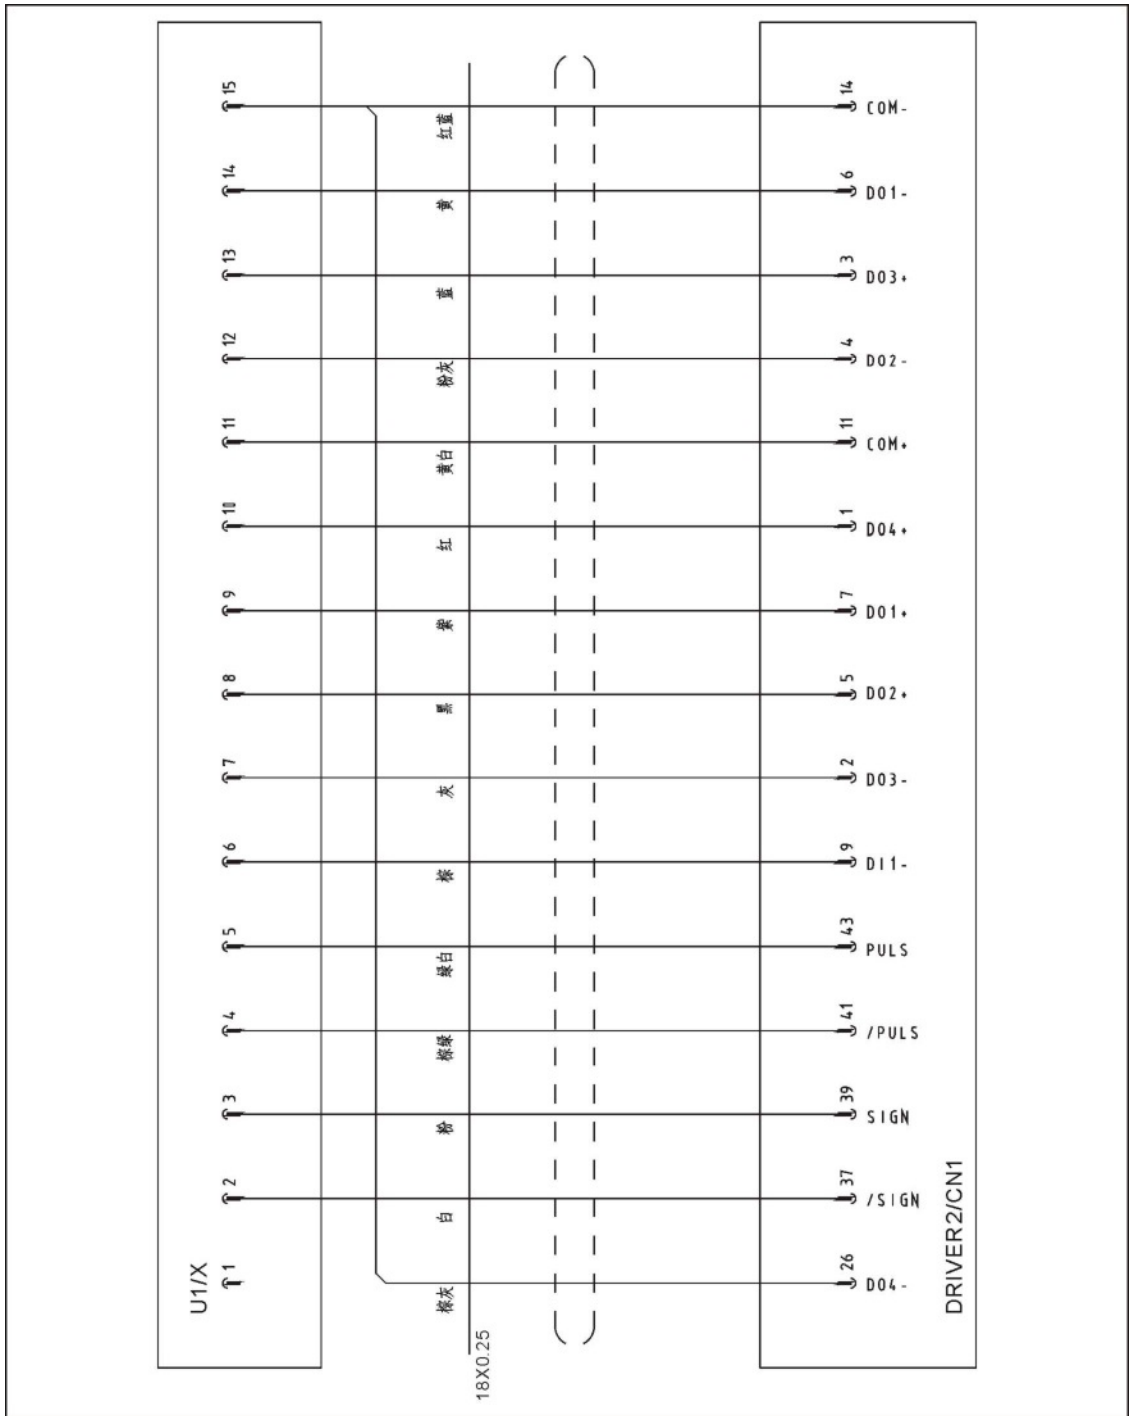 15 红蓝 14 COM-
14 黄 6 DO1-
13 蓝 3 DO3+
12 粉灰 4 DO2-
11 黄白 11 COM+
10 红 1 DO4+
9 紫 7 DO1+
8 黑 5 DO2+
7 灰 2 DO3-
6 棕 9 DI1-
5 绿白 43 PULS
4 棕绿 41 /PULS
3 粉 39 SIGN
2 白 37 /SIGN
1 棕灰 26 DO4-
U1/X
18X0.25
DRIVER2/CN1